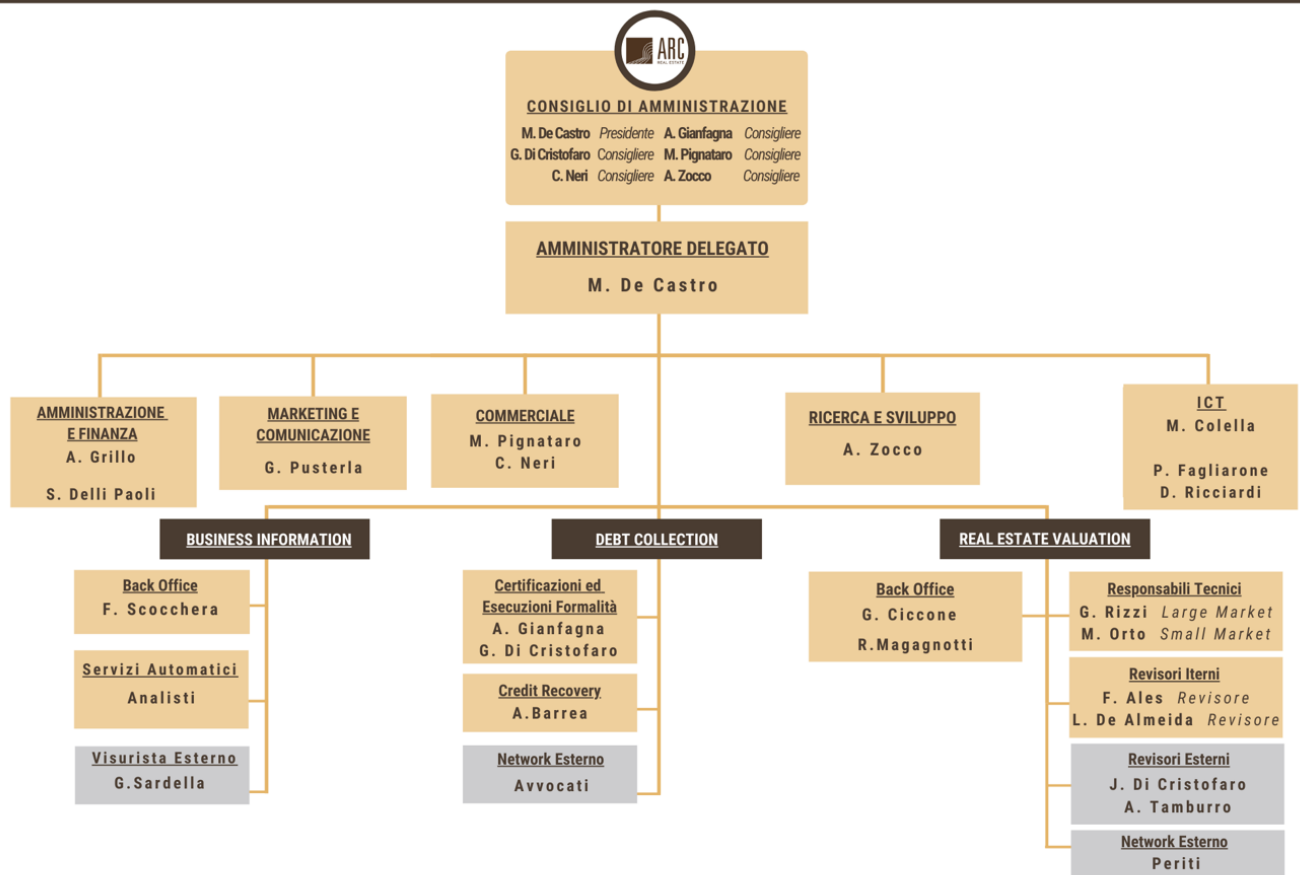 ARC
REAL ESTATE
CONSIGLIO DI AMMINISTRAZIONE
M. De Castro Presidente A. Gianfagna Consigliere
G. Di Cristofaro Consigliere M. Pignataro Consigliere
C. Neri Consigliere A. Zocco Consigliere
AMMINISTRATORE DELEGATO
M. De Castro
AMMINISTRAZIONE
E FINANZA
A. Grillo
S. Delli Paoli
MARKETING E
COMUNICAZIONE
G. Pusterla
COMMERCIALE
M. Pignataro
C. Neri
RICERCA E SVILUPPO
A. Zocco
ICT
M. Colella
P. Fagliarone
D. Ricciardi
BUSINESS INFORMATION
Back Office
F. Scocchera
Servizi Automatici
Analisti
Visurista Esterno
G.Sardella
DEBT COLLECTION
Certificazioni ed
Esecuzioni Formalità
A. Gianfagna
G. Di Cristofaro
Credit Recovery
A.Barrea
Network Esterno
Avvocati
REAL ESTATE VALUATION
Back Office
G. Ciccone
R.Magagnotti
Responsabili Tecnici
G. Rizzi Large Market
M. Orto Small Market
Revisori Iterni
F. Ales Revisore
L. De Almeida Revisore
Revisori Esterni
J. Di Cristofaro
A. Tamburro
Network Esterno
Periti